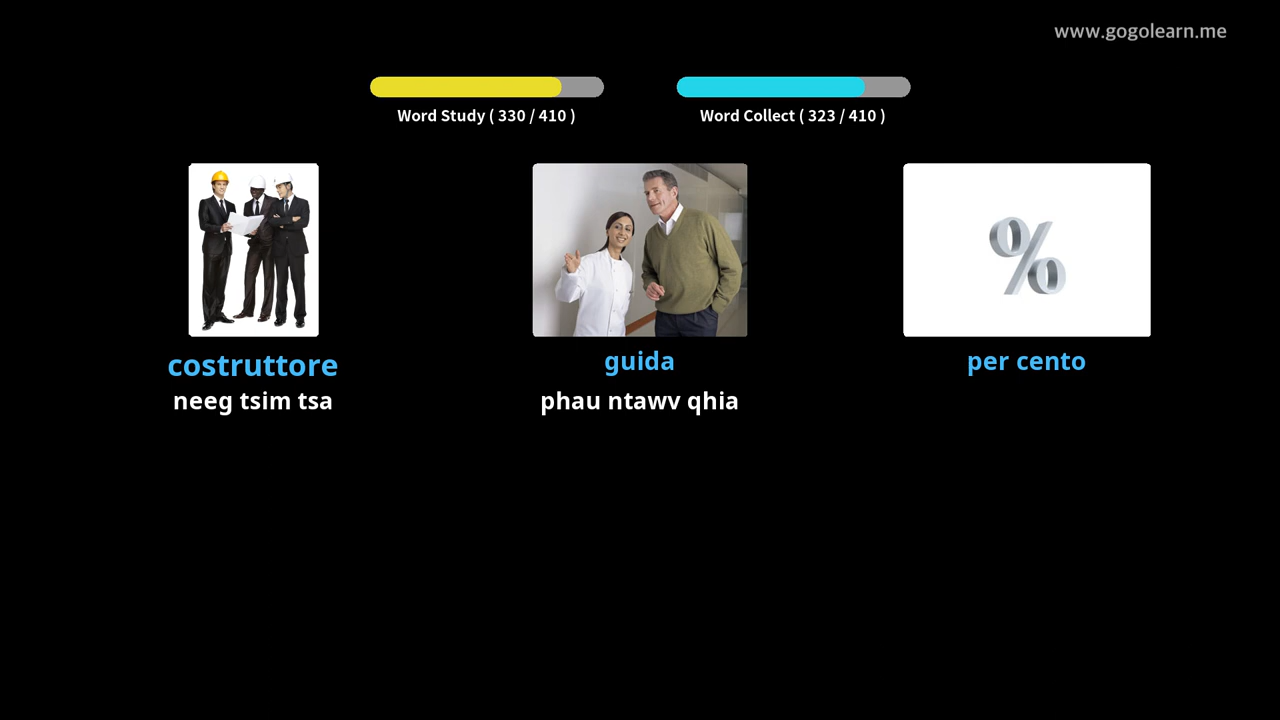 www.gogolearn.me
Word Study ( 330 / 410 )
Word Collect ( 323 / 410 )
costruttore
neeg tsim tsa
guida
phau ntawv qhia
%
per cento